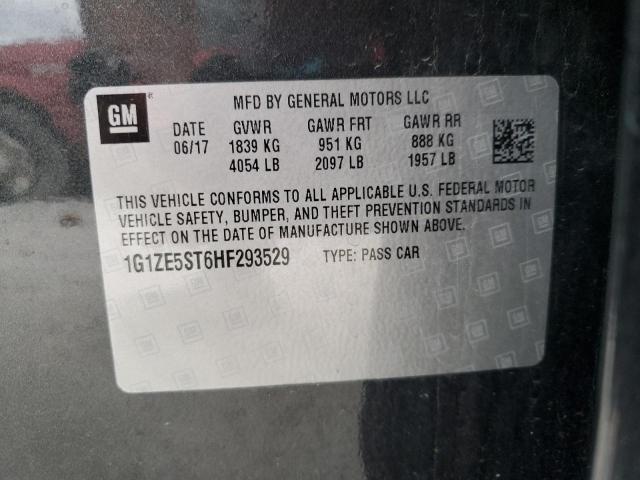 GM
MFD BY GENERAL MOTORS LLC
DATE GVWR GAWR FRT GAWR RR
06/17 1839 KG 951 KG 888 KG
4054 LB 2097 LB 1957 LB
THIS VEHICLE CONFORMS TO ALL APPLICABLE U.S. FEDERAL MOTOR
VEHICLE SAFETY, BUMPER, AND THEFT PREVENTION STANDARDS IN
EFFECT ON THE DATE OF MANUFACTURE SHOWN ABOVE.
1G1ZE5ST6HF293529 TYPE: PASS CAR